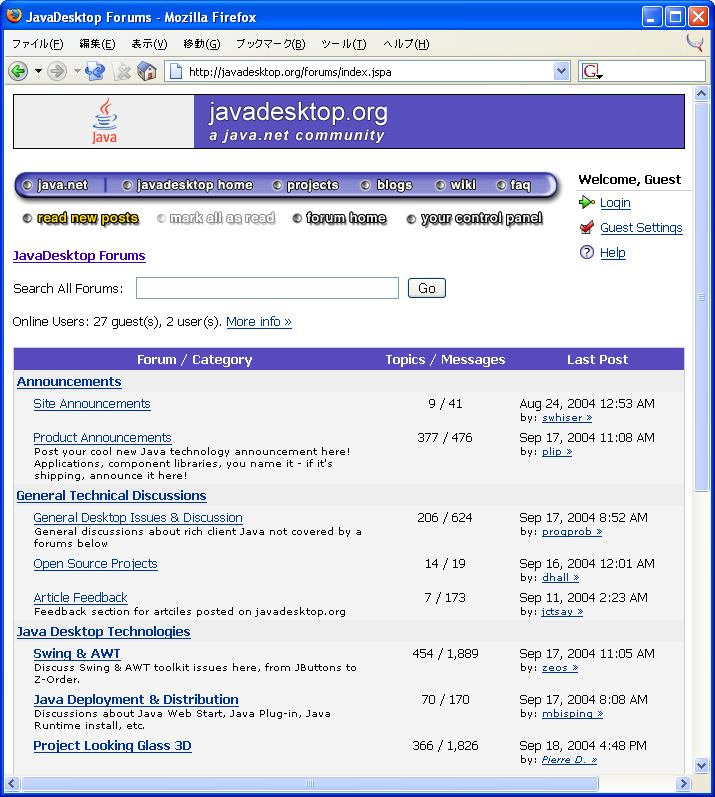 JavaDesktop Forums - Mozilla Firefox
ファイル(F) 編集(E) 表示(V) 移動(G) ブックマーク(B) ツール(T) ヘルプ(H)
http://javadesktop.org/forums/index.jspa
G
Java
javadesktop.org
a java.net community
java.net javadesktop home projects blogs wiki faq
read new posts mark all as read forum home your control panel
Welcome, Guest
Login
Guest Settings
Help
JavaDesktop Forums
Search All Forums: Go
Online Users: 27 guest(s), 2 user(s). More info »
Forum / Category Topics / Messages Last Post
Announcements
Site Announcements 9 / 41 Aug 24, 2004 12:53 AM
by: swhiser »
Product Announcements 377 / 476 Sep 17, 2004 11:08 AM
Post your cool new Java technology announcement here! by: plip »
Applications, component libraries, you name it - if it's
shipping, announce it here!
General Technical Discussions
General Desktop Issues & Discussion 206 / 624 Sep 17, 2004 8:52 AM
General discussions about rich client Java not covered by a by: progprob »
forums below
Open Source Projects 14 / 19 Sep 16, 2004 12:01 AM
by: dhall »
Article Feedback 7 / 173 Sep 11, 2004 2:23 AM
Feedback section for artciles posted on javadesktop.org by: jctsay »
Java Desktop Technologies
Swing & AWT 454 / 1,889 Sep 17, 2004 11:05 AM
Discuss Swing & AWT toolkit issues here, from JButtons to by: zeos »
Z-Order.
Java Deployment & Distribution 70 / 170 Sep 17, 2004 8:08 AM
Discussions about Java Web Start, Java Plug-in, Java by: mbisping »
Runtime install, etc.
Project Looking Glass 3D 366 / 1,826 Sep 18, 2004 4:48 PM
by: Pierre D. »